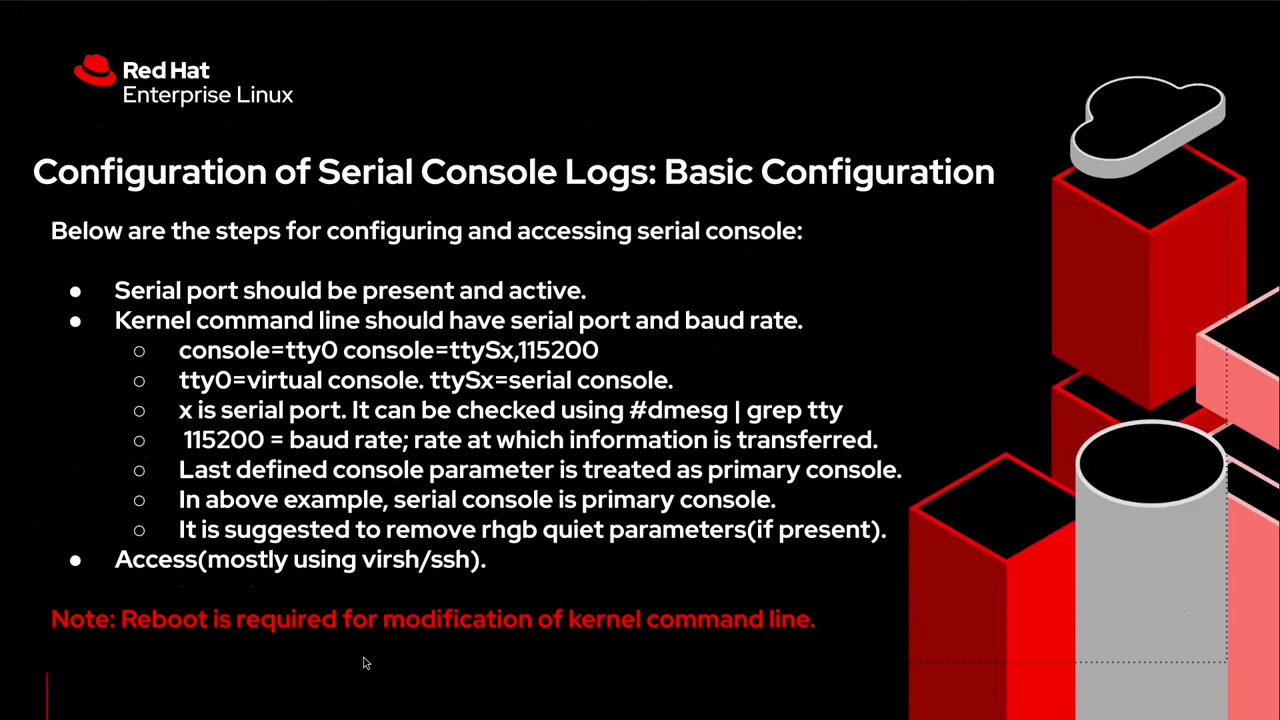 Red Hat
Enterprise Linux
Configuration of Serial Console Logs: Basic Configuration
Below are the steps for configuring and accessing serial console:
● Serial port should be present and active.
● Kernel command line should have serial port and baud rate.
○ console=tty0 console=ttySx,115200
○ tty0=virtual console. ttySx=serial console.
○ x is serial port. It can be checked using #dmesg | grep tty
○ 115200 = baud rate; rate at which information is transferred.
○ Last defined console parameter is treated as primary console.
○ In above example, serial console is primary console.
○ It is suggested to remove rhgb quiet parameters(if present).
● Access(mostly using virsh/ssh).
Note: Reboot is required for modification of kernel command line.